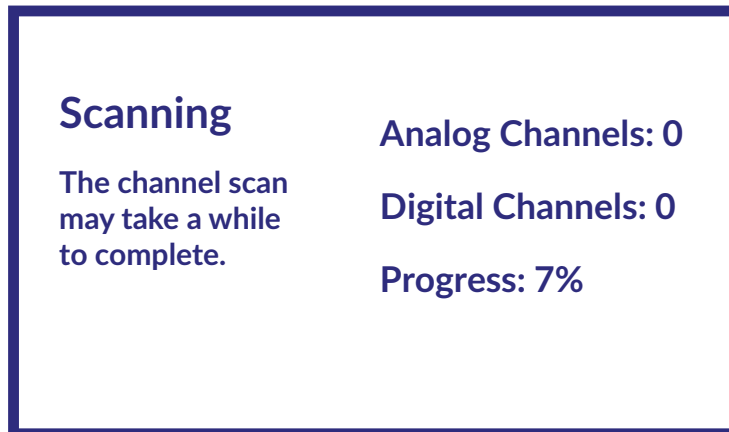 Scanning
The channel scan
may take a while
to complete.
Analog Channels: 0
Digital Channels: 0
Progress: 7%